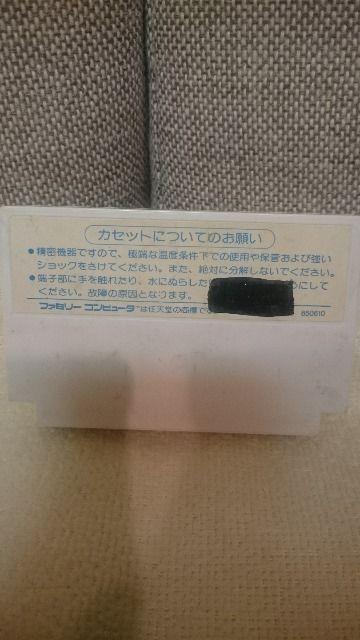 カセットについてのお願い
●精密機器ですので、極端な温度条件下での使用や保管および強い
ショックをさけてください。また、絶対に分解しないでください。
●端子部に手を触れたり、水にぬらした めにして
ください。故障の原因となります。
ファミリーコンピュータ™は任天堂の商標で
850610